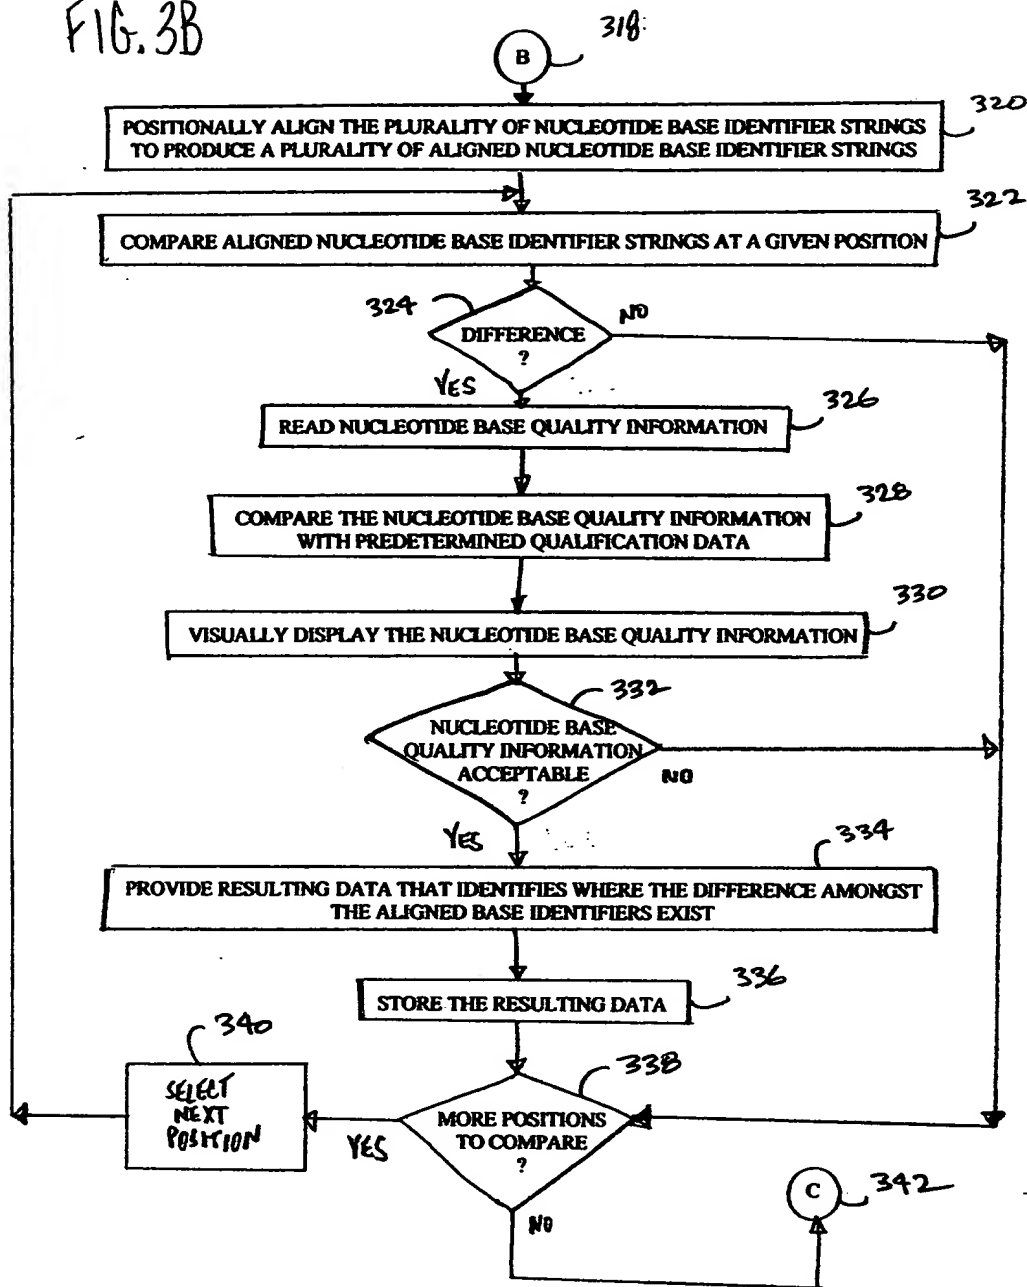 FIG. 3B
318
B
320
POSITIONALLY ALIGN THE PLURALITY OF NUCLEOTIDE BASE IDENTIFIER STRINGS
TO PRODUCE A PLURALITY OF ALIGNED NUCLEOTIDE BASE IDENTIFIER STRINGS
322
COMPARE ALIGNED NUCLEOTIDE BASE IDENTIFIER STRINGS AT A GIVEN POSITION
324
NO
DIFFERENCE
?
YES
326
READ NUCLEOTIDE BASE QUALITY INFORMATION
328
COMPARE THE NUCLEOTIDE BASE QUALITY INFORMATION
WITH PREDETERMINED QUALIFICATION DATA
330
VISUALLY DISPLAY THE NUCLEOTIDE BASE QUALITY INFORMATION
332
NUCLEOTIDE BASE
QUALITY INFORMATION
ACCEPTABLE
?
NO
YES
334
PROVIDE RESULTING DATA THAT IDENTIFIES WHERE THE DIFFERENCE AMONGST
THE ALIGNED BASE IDENTIFIERS EXIST
336
STORE THE RESULTING DATA
340
338
SELECT
NEXT
POSITION
YES
MORE POSITIONS
TO COMPARE
?
C
342
NO